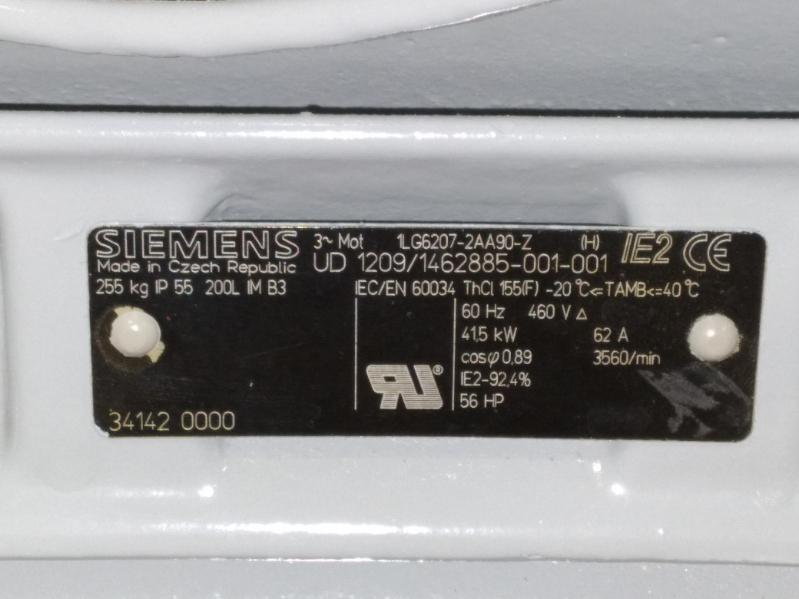 SIEMENS 3~ Mot 1LG6207-2AA90-Z (H) IE2 CE
Made in Czech Republic UD 1209/1462885-001-001
255 kg IP 55 200L IM B3 IEC/EN 60034 ThCl 155(F) -20 °C<=TAMB<=40 °C
60 Hz 460 V Δ
41,5 kW 62 A
cosφ 0,89 3560/min
IE2-92,4%
56 HP
RU®
34142 0000